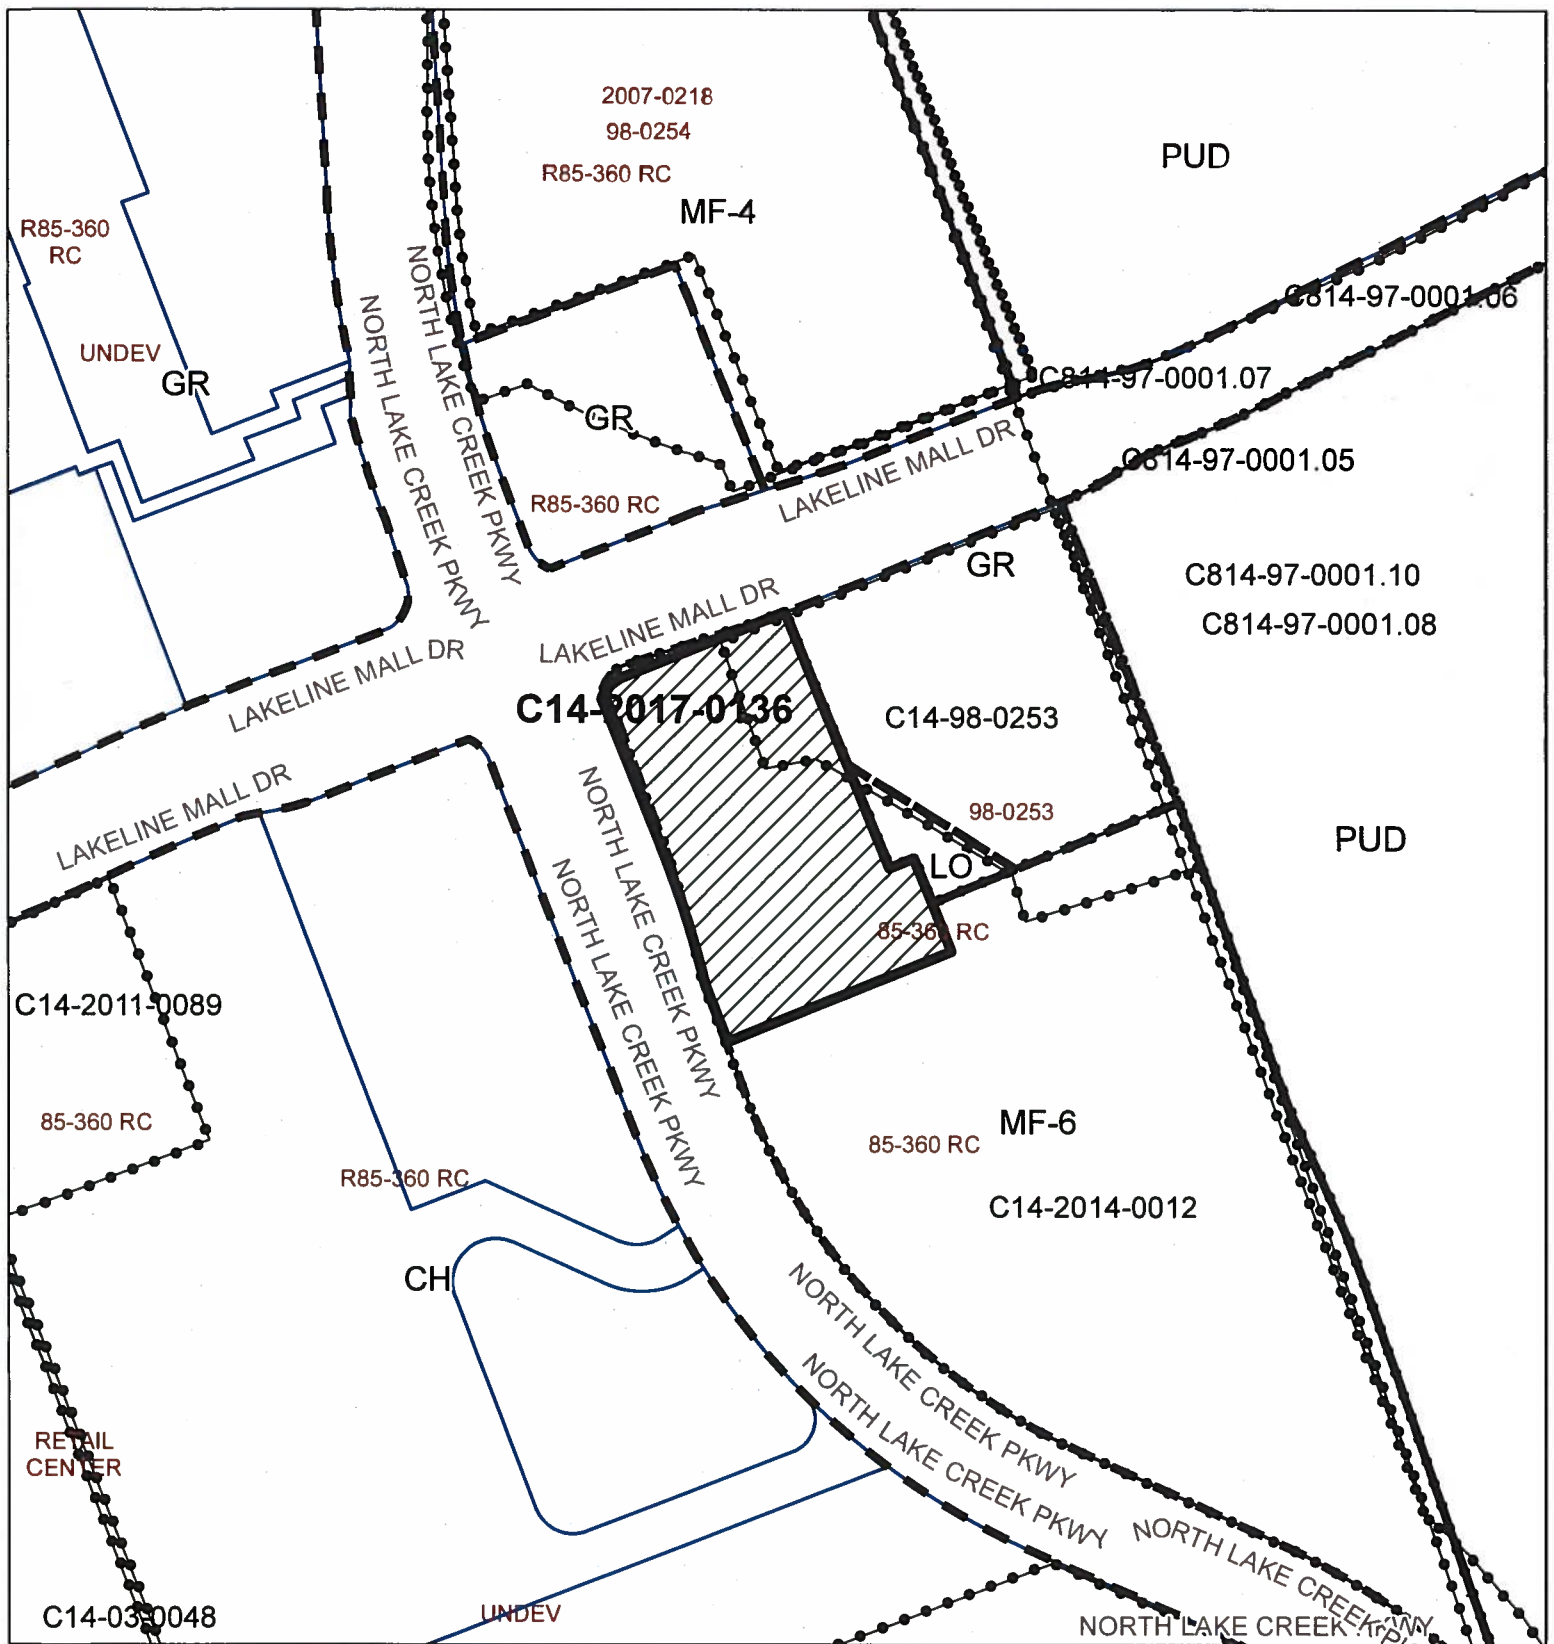 2007-0218
98-0254
R85-360 RC
MF-4
PUD
R85-360
RC
UNDEV
GR
NORTH LAKE CREEK PKWY
NORTH LAKE CREEK PKWY
C814-97-0001.06
C814-97-0001.07
GR
C814-97-0001.05
LAKELINE MALL DR
R85-360 RC
GR
C814-97-0001.10
C814-97-0001.08
LAKELINE MALL DR
LAKELINE MALL DR
C14-2017-0136
C14-98-0253
98-0253
LAKELINE MALL DR
PUD
LO
NORTH LAKE CREEK PKWY
NORTH LAKE CREEK PKWY
85-360 RC
C14-2011-0089
85-360 RC
MF-6
85-360 RC
R85-360 RC
C14-2014-0012
CH
NORTH LAKE CREEK PKWY
NORTH LAKE CREEK PKWY
RETAIL
CENTER
NORTH LAKE CREEK PKWY
C14-03-0048
UNDEV
NORTH LAKE CREEK